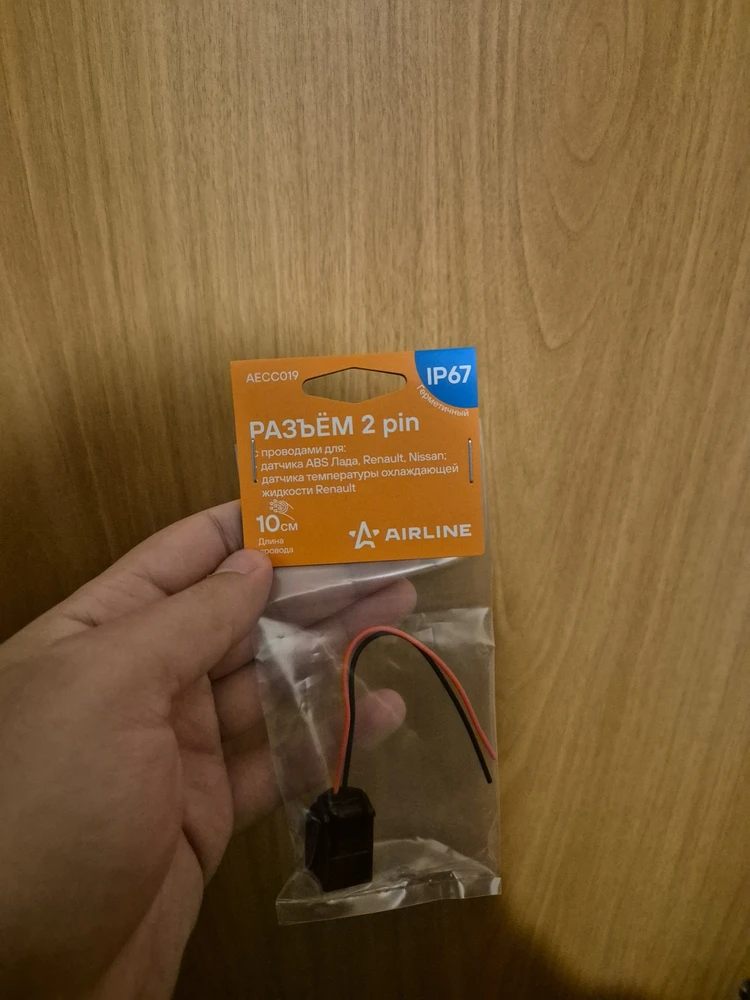 AECC019
IP67
Герметичный
РАЗЪЁМ 2 pin
с проводами для:
датчика ABS Лада, Renault, Nissan;
датчика температуры охлаждающей
жидкости Renault
10см
Длина
провода
AIRLINE